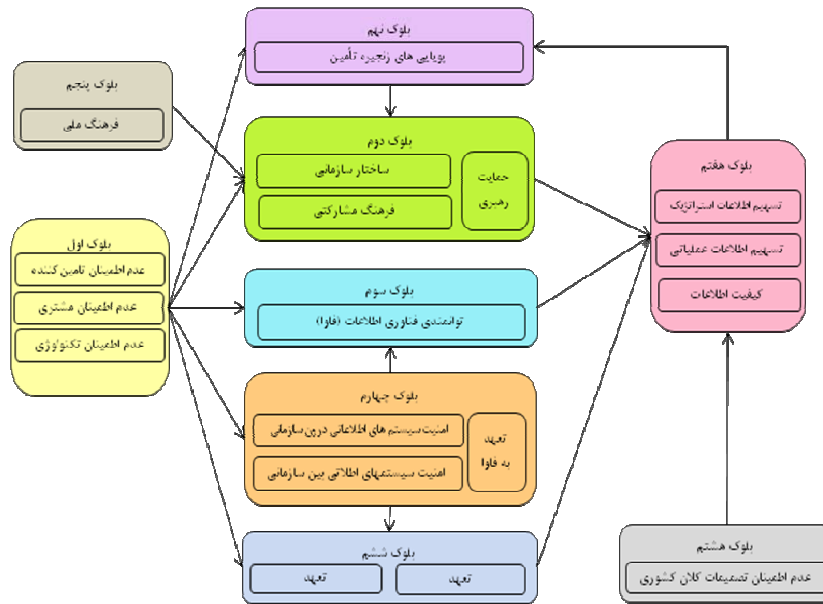 بلوک نهم
پویایی های زنجیره تأمین
بلوک پنجم
فرهنگ ملی
بلوک دوم
ساختار سازمانی
فرهنگ مشارکتی
حمایت
رهبری
بلوک هفتم
تسهیم اطلاعات استراتژیک
تسهیم اطلاعات عملیاتی
کیفیت اطلاعات
بلوک اول
عدم اطمینان تامین کننده
عدم اطمینان مشتری
عدم اطمینان تکنولوژی
بلوک سوم
توانمندی فناوری اطلاعات (فاوا)
بلوک چهارم
امنیت سیستم های اطلاعاتی درون سازمانی
امنیت سیستمهای اطلاتی بین سازمانی
تعهد
به فاوا
بلوک ششم
تعهد
تعهد
بلوک هشتم
عدم اطمینان تصمیمات کلان کشوری